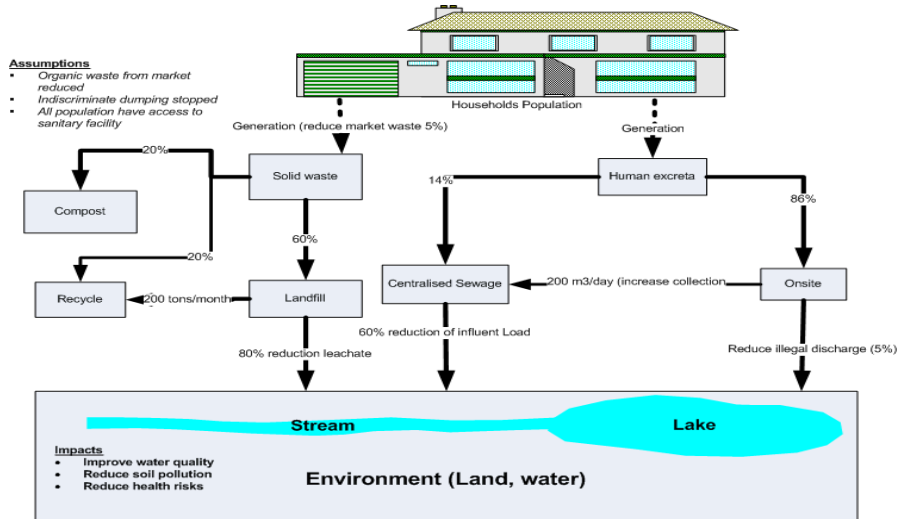 Assumptions
▪ Organic waste from market
reduced
▪ Indiscriminate dumping stopped
▪ All population have access to
sanitary facility
Households Population
Generation (reduce market waste 5%)
Generation
20%
Solid waste
Human excreta
14%
86%
Compost
60%
20%
Recycle
200 tons/month
Landfill
Centralised Sewage
200 m3/day (increase collection
Onsite
80% reduction leachate
60% reduction of influent Load
Reduce illegal discharge (5%)
Stream
Lake
Impacts
• Improve water quality
• Reduce soil pollution
• Reduce health risks
Environment (Land, water)